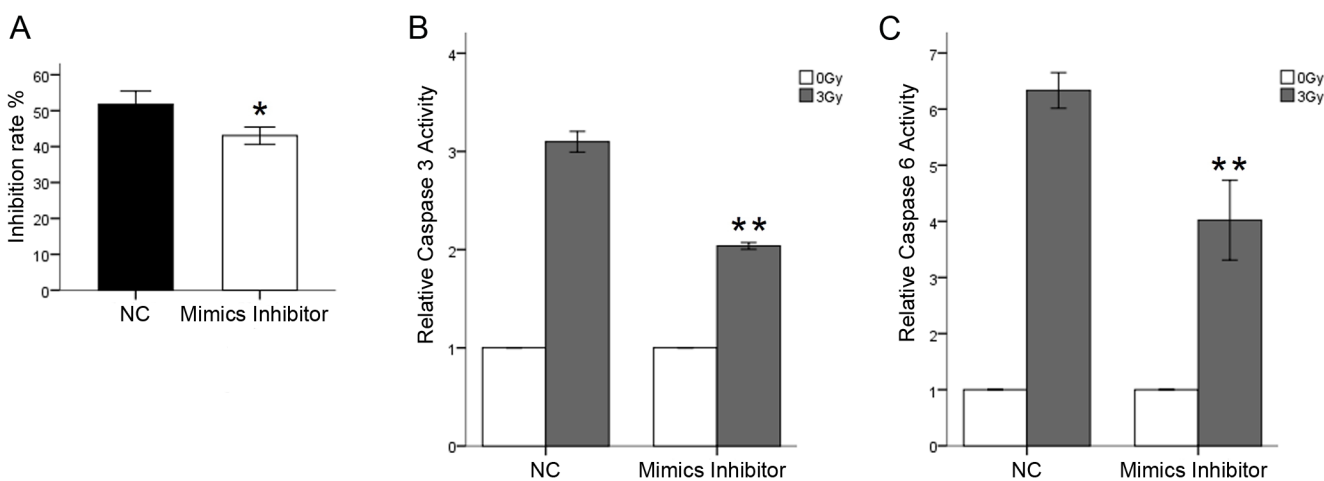 A
Inhibition rate %
60
50
40
30
20
10
0
*
NC
Mimics Inhibitor
B
Relative Caspase 3 Activity
4
3
2
1
0
0Gy
3Gy
**
NC
Mimics Inhibitor
C
Relative Caspase 6 Activity
7
6
5
4
3
2
1
0
0Gy
3Gy
**
NC
Mimics Inhibitor